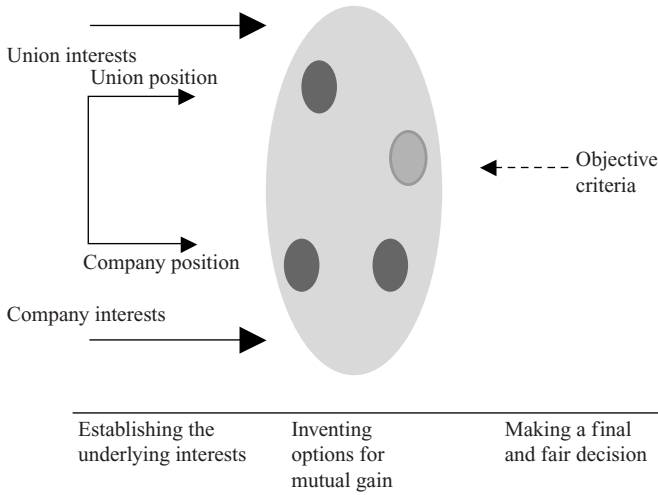 Union interests
Union position
Objective
criteria
Company position
Company interests
Establishing the
underlying interests
Inventing
options for
mutual gain
Making a final
and fair decision